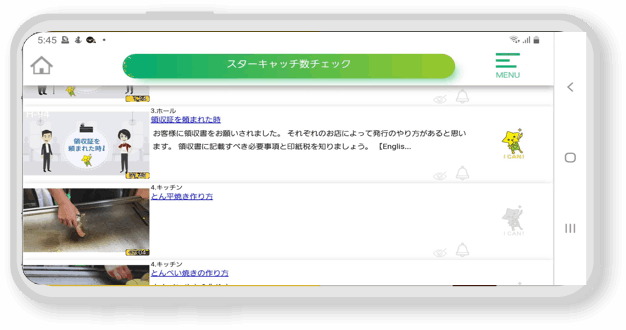 5:45
スターキャッチ数チェック
MENU
3.ホール
領収証を頼まれた時
お客様に領収書をお願いされました。 それぞれのお店によって発行のやり方があると思い
ます。 領収書に記載すべき必要事項と印紙税を知りましょう。 【Englis...
領収証を
頼まれた時!
I CAN!
4.キッチン
とん平焼き作り方
I CAN!
4.キッチン
とんぺい焼きの作り方